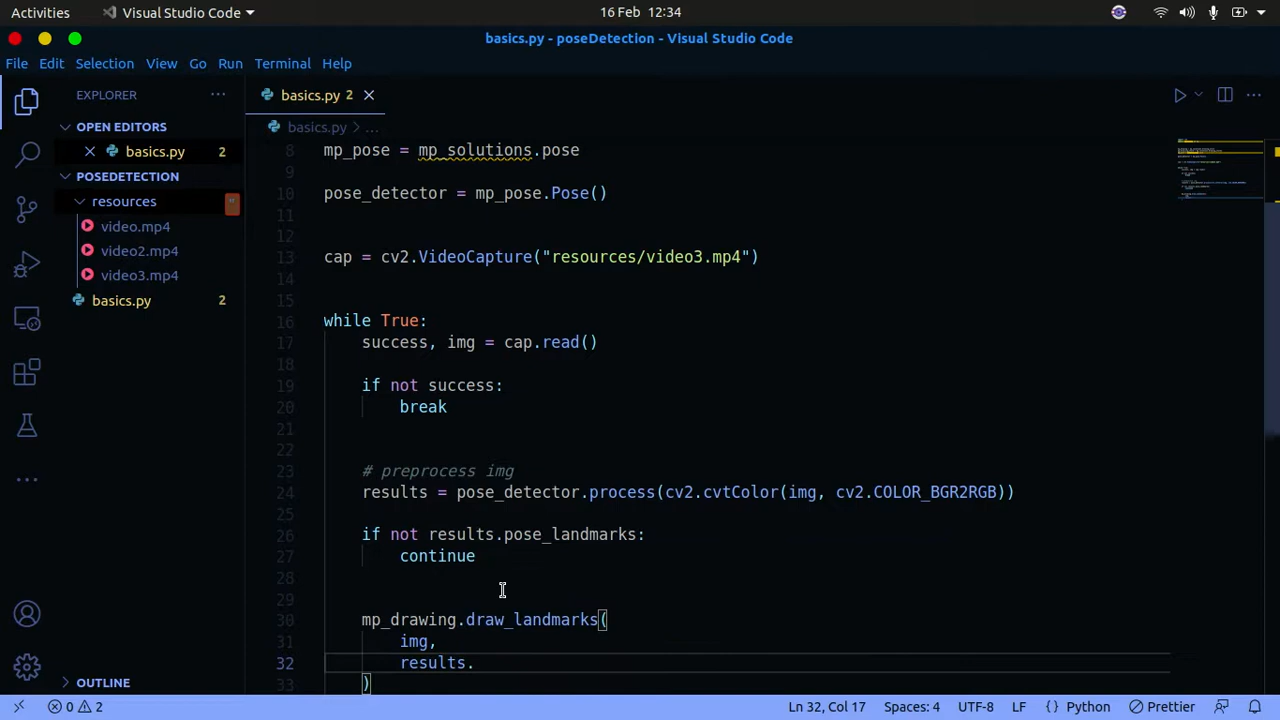 Activities
Visual Studio Code
16 Feb 12:34
basics.py - poseDetection - Visual Studio Code
File Edit Selection View Go Run Terminal Help
EXPLORER
OPEN EDITORS
basics.py 2
POSEDETECTION
resources
video.mp4
video2.mp4
video3.mp4
basics.py 2
OUTLINE
basics.py 2
basics.py > ...
8 mp_pose = mp_solutions.pose
9
10 pose_detector = mp_pose.Pose()
11
12
13 cap = cv2.VideoCapture("resources/video3.mp4")
14
15
16 while True:
17 success, img = cap.read()
18
19 if not success:
20 break
21
22
23 # preprocess img
24 results = pose_detector.process(cv2.cvtColor(img, cv2.COLOR_BGR2RGB))
25
26 if not results.pose_landmarks:
27 continue
28
29
30 mp_drawing.draw_landmarks(
31 img,
32 results.
33 )
0 2
Ln 32, Col 17 Spaces: 4 UTF-8 LF {} Python Prettier